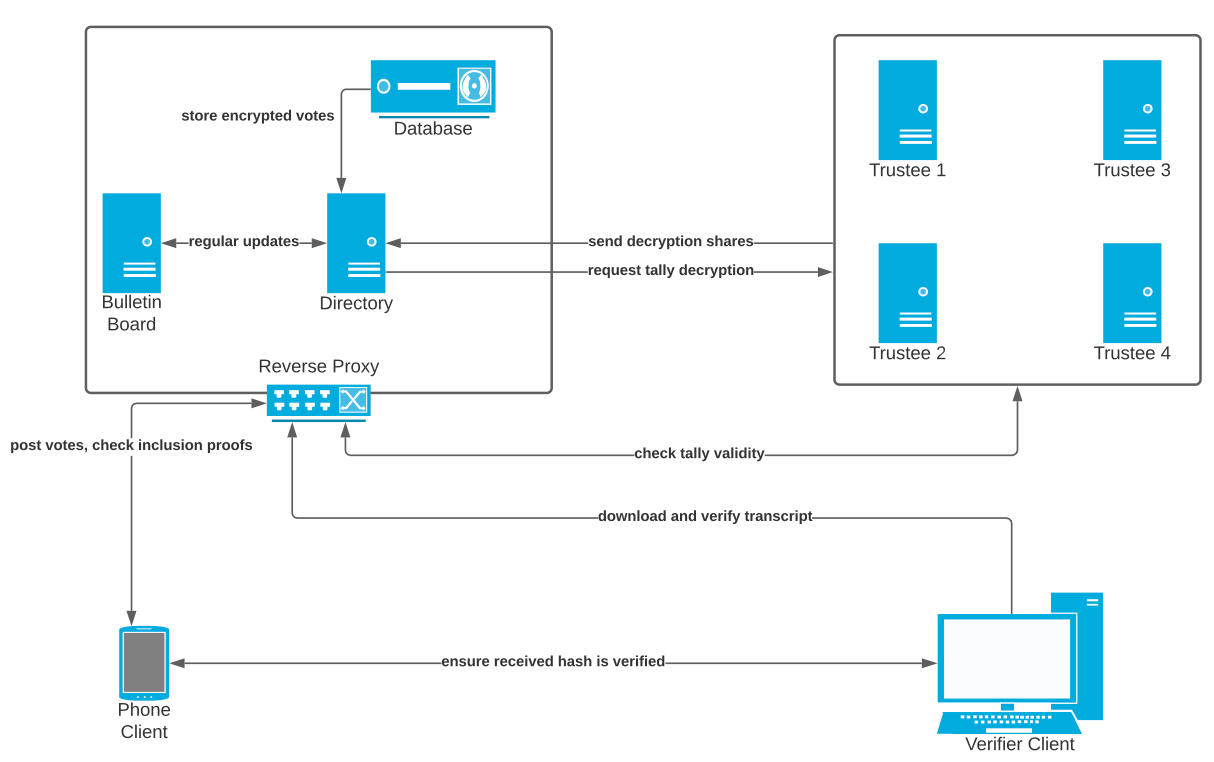 store encrypted votes
Database
Trustee 1
Trustee 3
regular updates
send decryption shares
request tally decryption
Bulletin
Board
Directory
Trustee 2
Trustee 4
Reverse Proxy
post votes, check inclusion proofs
check tally validity
download and verify transcript
ensure received hash is verified
Phone
Client
Verifier Client